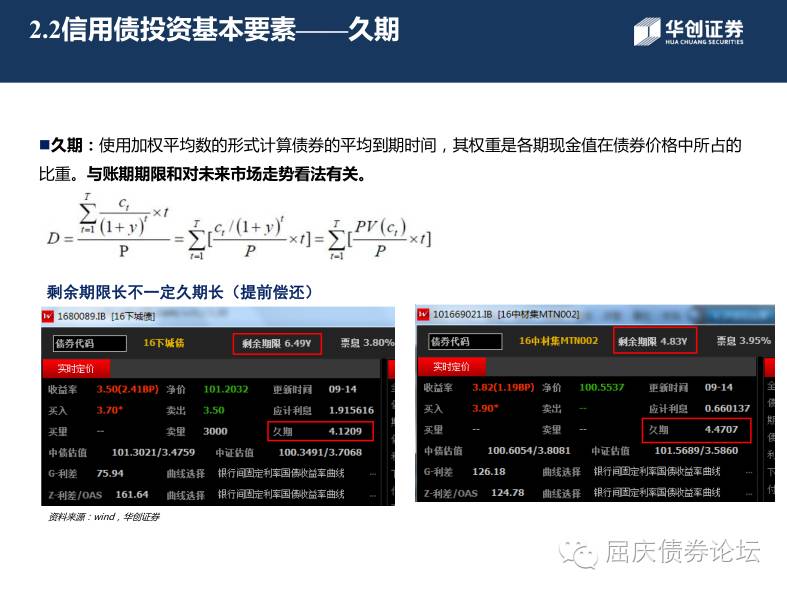 2.2信用债投资基本要素——久期
华创证券
HUA CHUANG SECURITIES
■久期：使用加权平均数的形式计算债券的平均到期时间，其权重是各期现金值在债券价格中所占的
比重。与账期期限和对未来市场走势看法有关。
D = \frac{\sum_{t=1}^{T} \frac{c_t}{(1+y)^t} × t}{P} = \sum_{t=1}^{T} [\frac{c_t/(1+y)^t}{P} × t] = \sum_{t=1}^{T} [\frac{PV(c_t)}{P} × t]
剩余期限长不一定久期长（提前偿还）
1680089.IB [16下城债]
债券代码 16下城债 剩余期限 6.49Y 票息 3.80%
实时定价
收益率 3.50(2.41BP) 净价 101.2032 更新时间 09-14
买入 3.70* 卖出 3.50 应计利息 1.915616
买量 -- 卖量 3000 久期 4.1209
中债估值 101.3021/3.4759 中证估值 100.3491/3.7068
G-利差 75.94 曲线选择 银行间固定利率国债收益率曲线 ...
Z-利差/OAS 161.64 曲线选择 银行间固定利率国债收益率曲线 ...
101669021.IB [16中材集MTN002]
债券代码 16中材集MTN002 剩余期限 4.83Y 票息 3.95%
实时定价
收益率 3.82(1.19BP) 净价 100.5537 更新时间 09-14
买入 3.90* 卖出 -- 应计利息 0.660137
买量 -- 卖量 -- 久期 4.4707
中债估值 100.6054/3.8081 中证估值 101.5689/3.5860
G-利差 126.18 曲线选择 银行间固定利率国债收益率曲线 ...
Z-利差/OAS 124.78 曲线选择 银行间固定利率国债收益率曲线 ...
资料来源：wind，华创证券
屈庆债券论坛